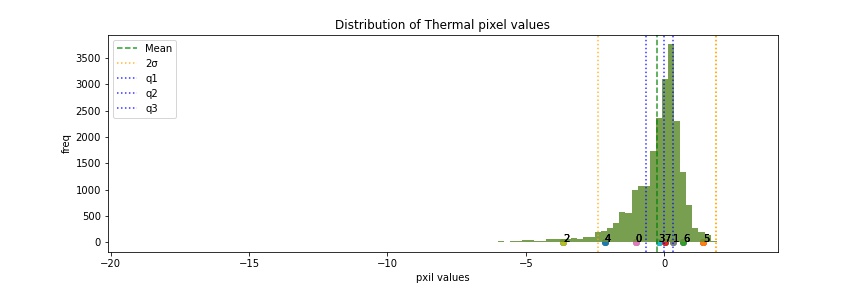 Distribution of Thermal pixel values
Mean
2σ
q1
q2
q3
3500
3000
2500
2000
1500
1000
500
0
freq
2 4 0 3 7 1 6 5
−20 −15 −10 −5 0
pxil values